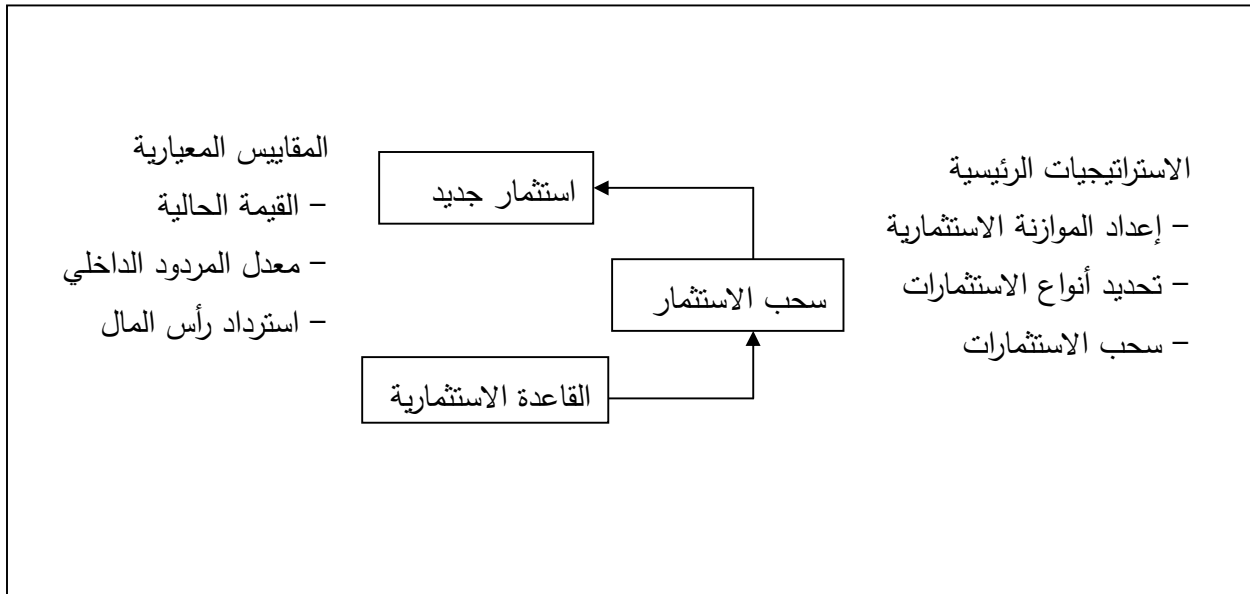 الاستراتيجيات الرئيسية
– إعداد الموازنة الاستثمارية
– تحديد أنواع الاستثمارات
– سحب الاستثمارات
استثمار جديد
سحب الاستثمار
القاعدة الاستثمارية
المقاييس المعيارية
– القيمة الحالية
– معدل المردود الداخلي
– استرداد رأس المال